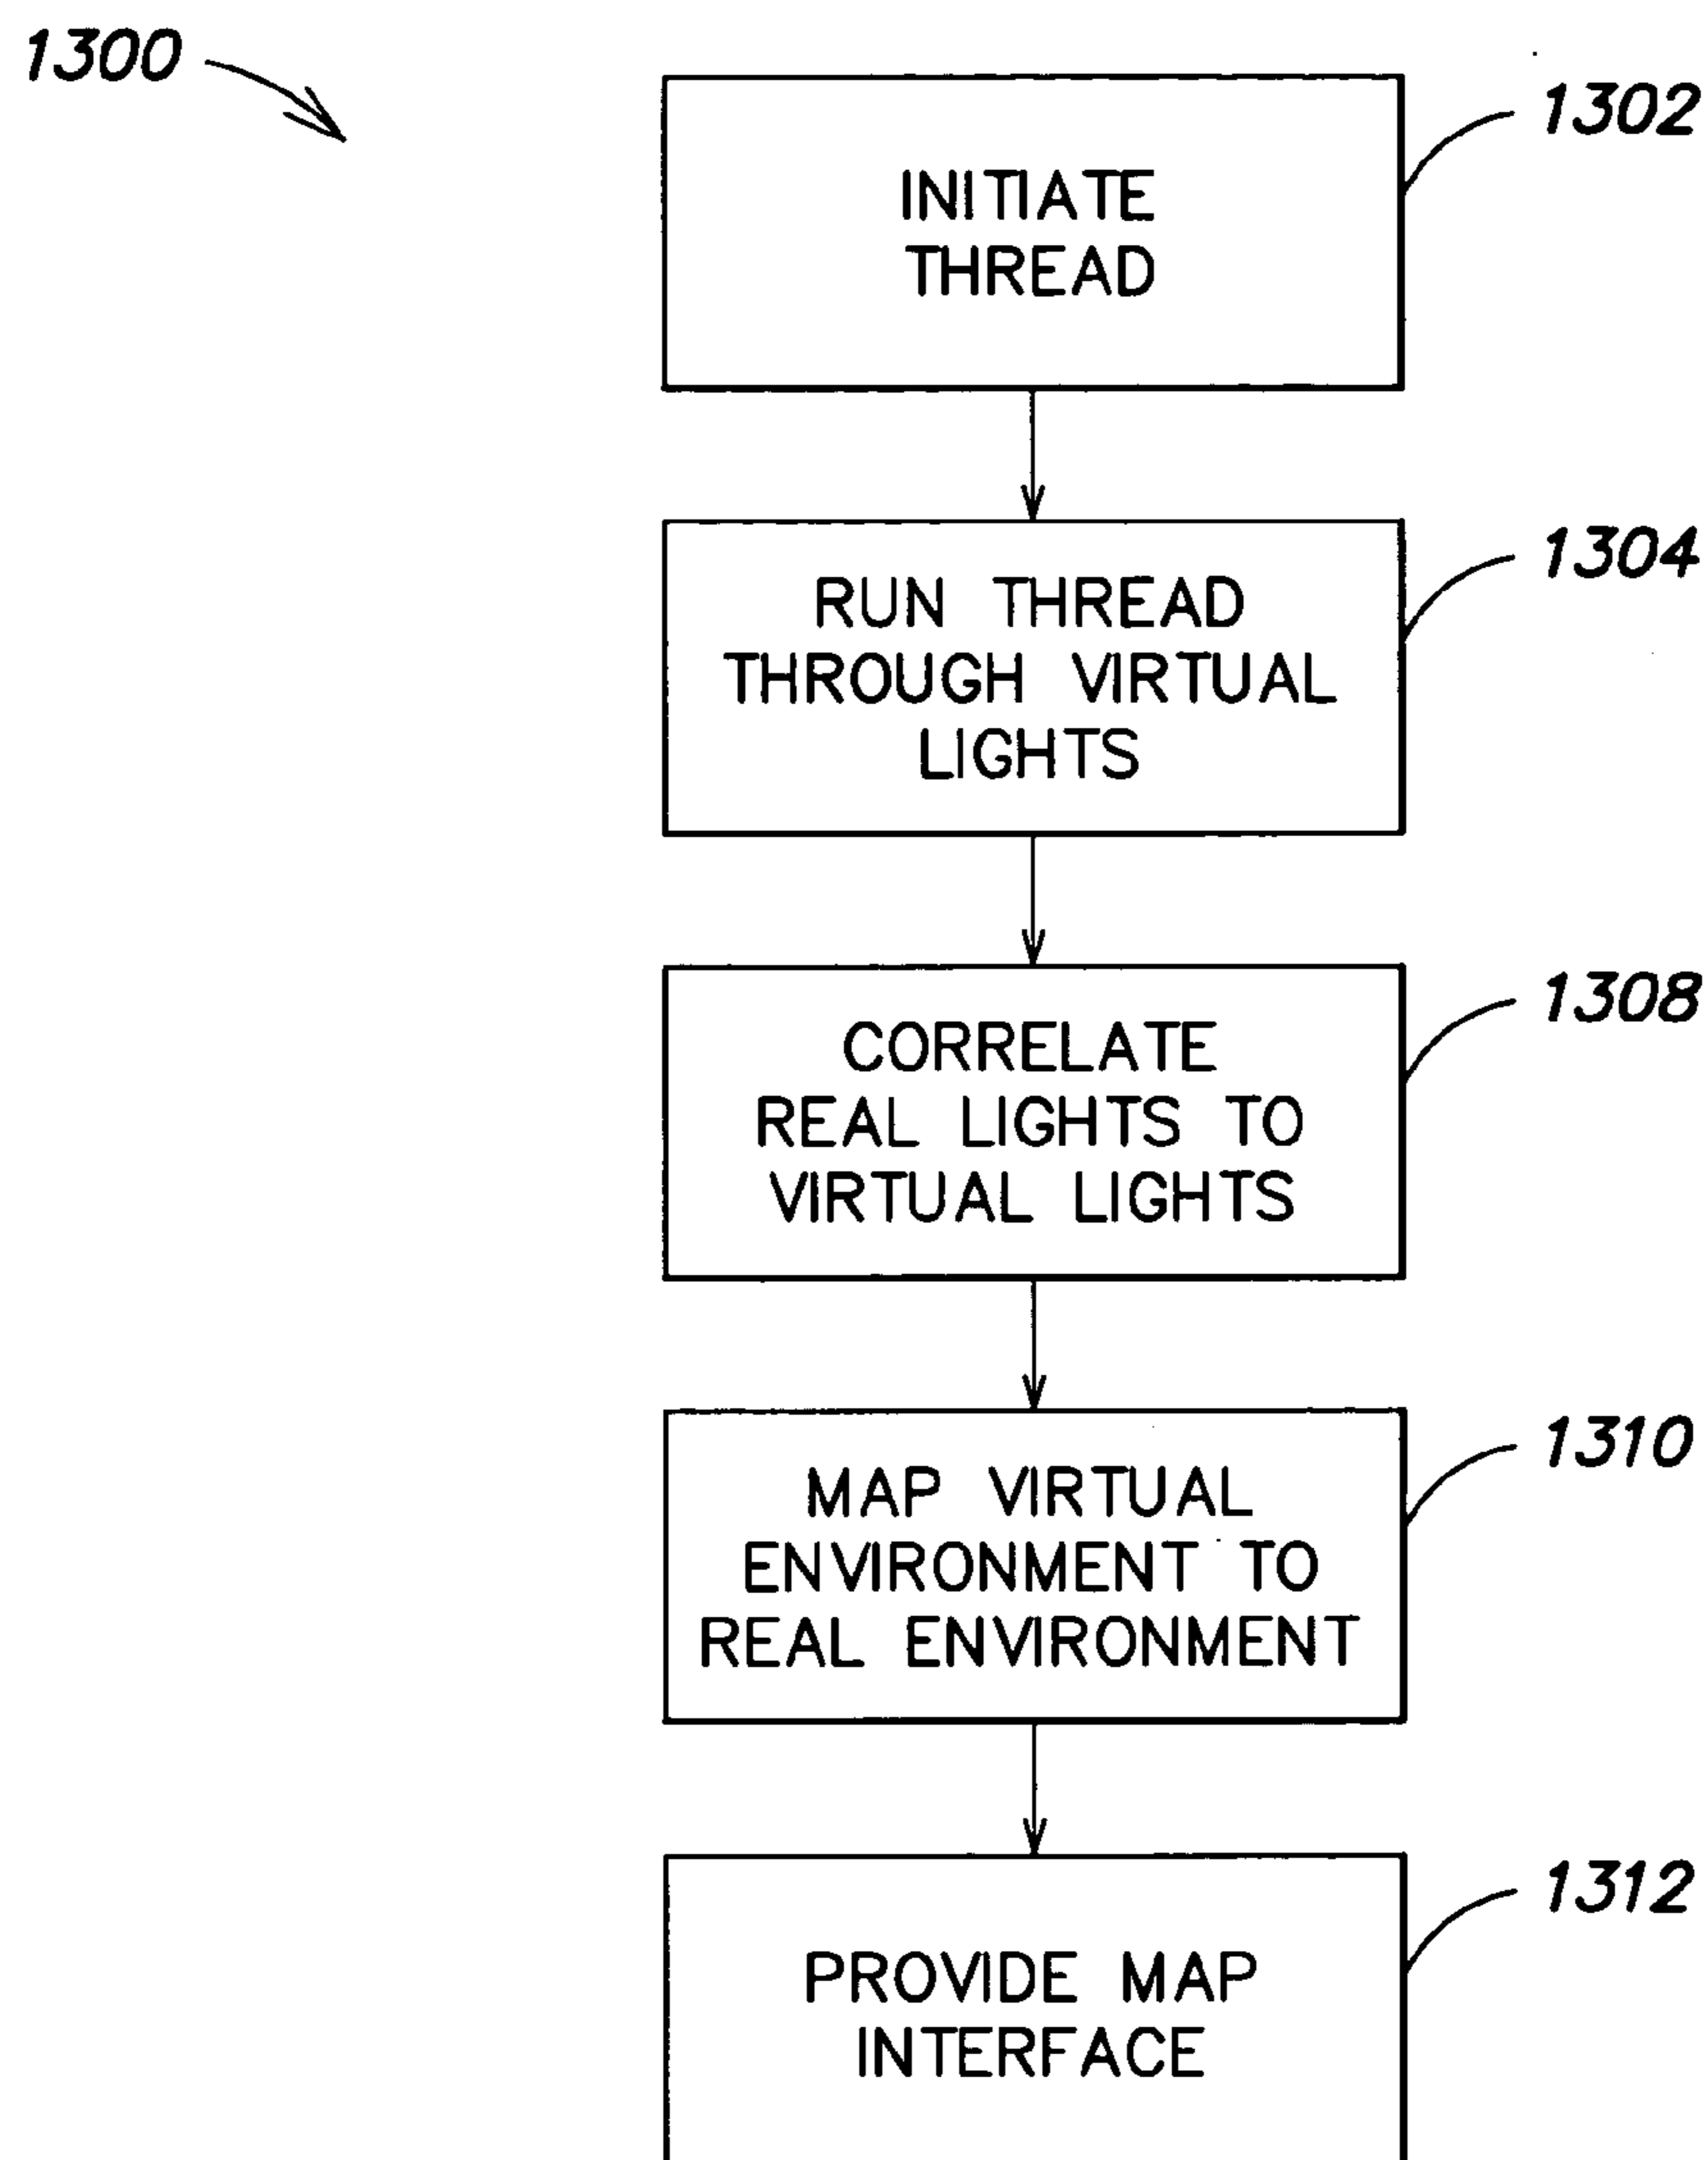 1300
1302
INITIATE
THREAD
1304
RUN THREAD
THROUGH VIRTUAL
LIGHTS
1308
CORRELATE
REAL LIGHTS TO
VIRTUAL LIGHTS
1310
MAP VIRTUAL
ENVIRONMENT TO
REAL ENVIRONMENT
1312
PROVIDE MAP
INTERFACE